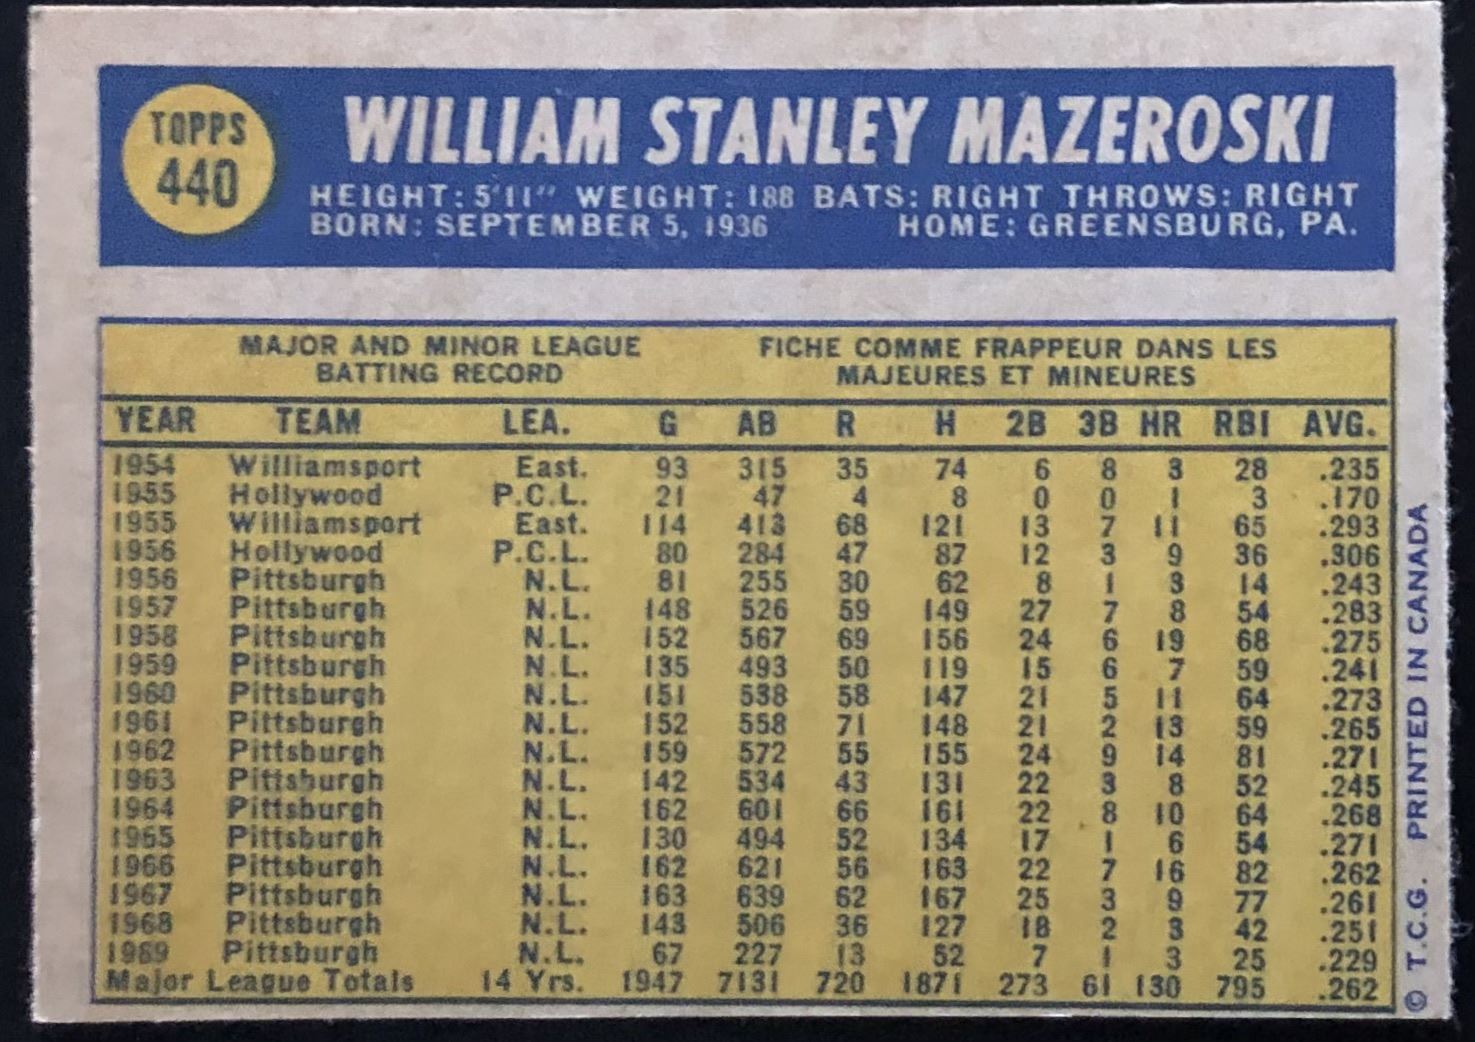 TOPPS
440
WILLIAM STANLEY MAZEROSKI
HEIGHT: 5'11" WEIGHT: 188 BATS: RIGHT THROWS: RIGHT
BORN: SEPTEMBER 5, 1936 HOME: GREENSBURG, PA.
MAJOR AND MINOR LEAGUE
BATTING RECORD
FICHE COMME FRAPPEUR DANS LES
MAJEURES ET MINEURES
YEAR TEAM LEA. G AB R H 2B 3B HR RBI AVG.
1954 Williamsport East. 93 315 35 74 6 8 3 28 .235
1955 Hollywood P.C.L. 21 47 4 8 0 0 1 3 .170
1955 Williamsport East. 114 413 68 121 13 7 11 65 .293
1956 Hollywood P.C.L. 80 284 47 87 12 3 9 36 .306
1956 Pittsburgh N.L. 81 255 30 62 8 1 3 14 .243
1957 Pittsburgh N.L. 148 526 59 149 27 7 8 54 .283
1958 Pittsburgh N.L. 152 567 69 156 24 6 19 68 .275
1959 Pittsburgh N.L. 135 493 50 119 15 6 7 59 .241
1960 Pittsburgh N.L. 151 538 58 147 21 5 11 64 .273
1961 Pittsburgh N.L. 152 558 71 148 21 2 13 59 .265
1962 Pittsburgh N.L. 159 572 55 155 24 9 14 81 .271
1963 Pittsburgh N.L. 142 534 43 131 22 3 8 52 .245
1964 Pittsburgh N.L. 162 601 66 161 22 8 10 64 .268
1965 Pittsburgh N.L. 130 494 52 134 17 1 6 54 .271
1966 Pittsburgh N.L. 162 621 56 163 22 7 16 82 .262
1967 Pittsburgh N.L. 163 639 62 167 25 3 9 77 .261
1968 Pittsburgh N.L. 143 506 36 127 18 2 3 42 .251
1969 Pittsburgh N.L. 67 227 13 52 7 1 3 25 .229
Major League Totals 14 Yrs. 1947 7131 720 1871 273 61 130 795 .262
© T.C.G. PRINTED IN CANADA